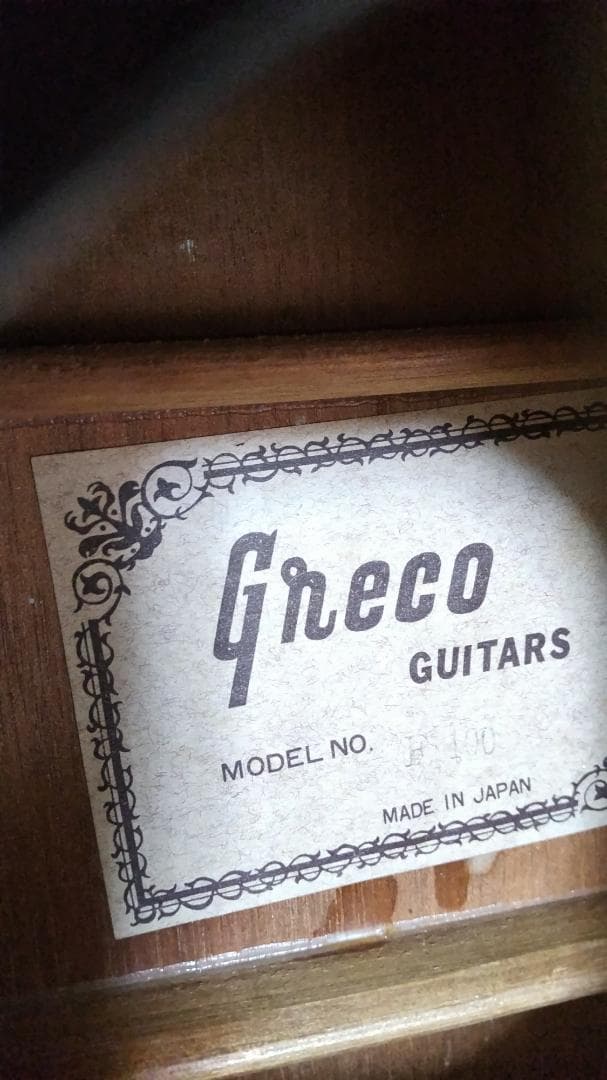 Greco
GUITARS
MODEL NO.
MADE IN JAPAN